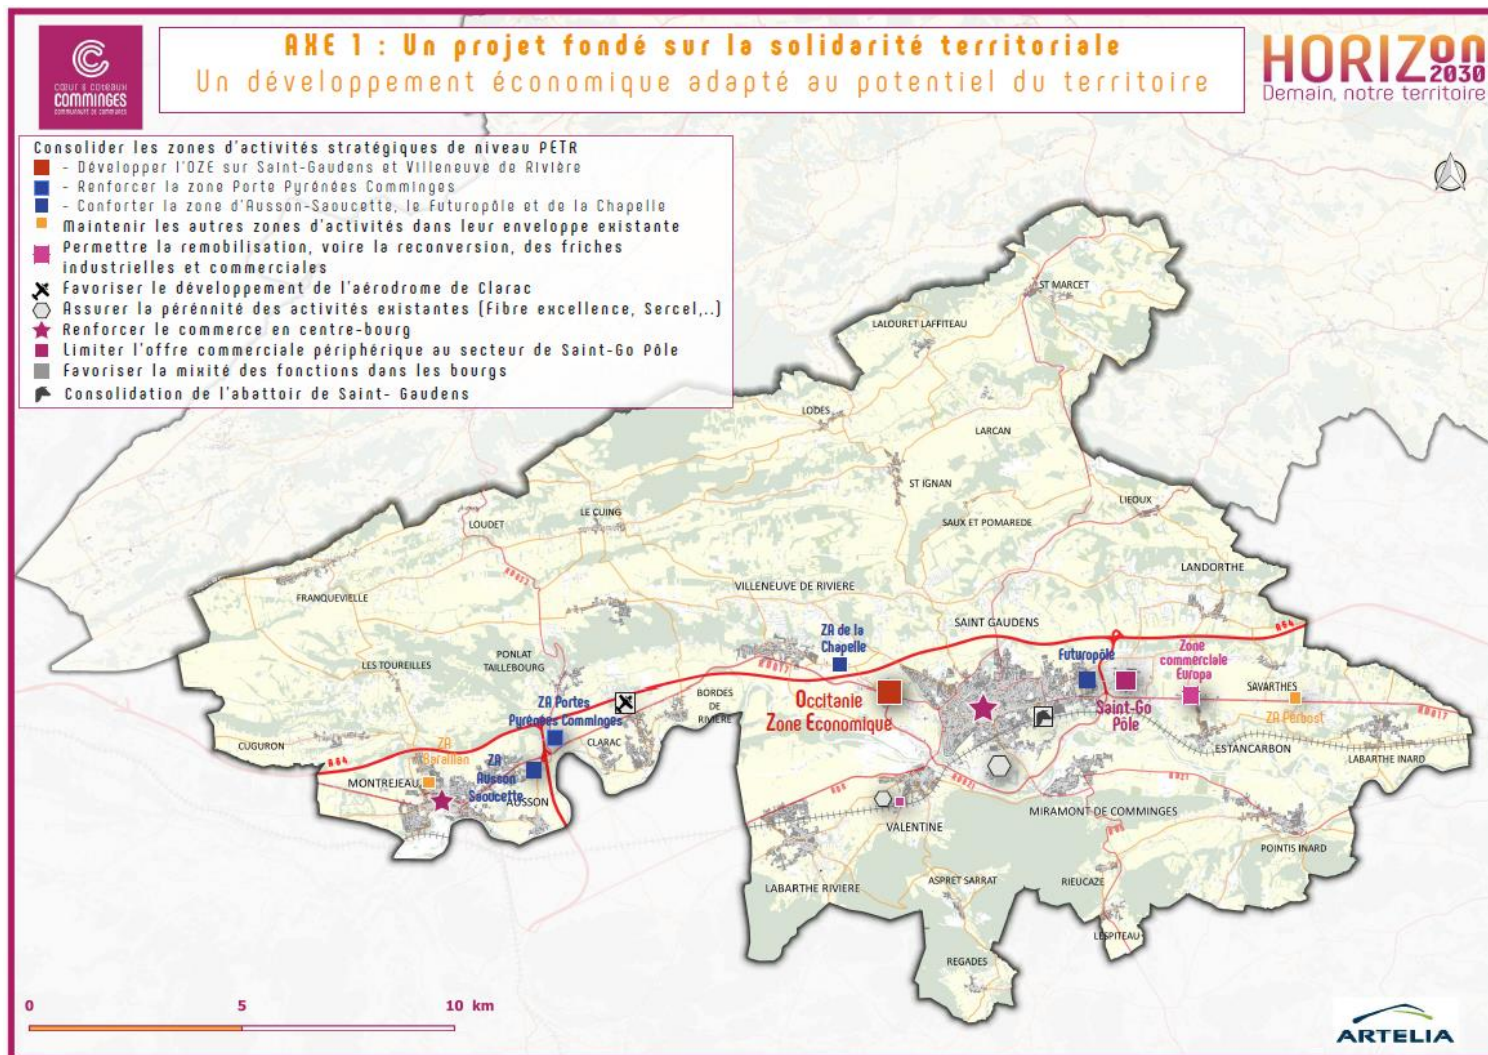 AXE 1 : Un projet fondé sur la solidarité territoriale
Un développement économique adapté au potentiel du territoire
cœur & coteaux
COMMINGES
COMMUNAUTÉ DE COMMUNES
HORIZON
2030
Demain, notre territoire
Consolider les zones d'activités stratégiques de niveau PETR
- Développer l'OZE sur Saint-Gaudens et Villeneuve de Rivière
- Renforcer la zone Porte Pyrénées Comminges
- Conforter la zone d'Ausson-Saoucette, le Futuropôle et de la Chapelle
Maintenir les autres zones d'activités dans leur enveloppe existante
Permettre la remobilisation, voire la reconversion, des friches
industrielles et commerciales
Favoriser le développement de l'aérodrome de Clarac
Assurer la pérénnité des activités existantes (Fibre excellence, Sercel,..)
Renforcer le commerce en centre-bourg
Limiter l'offre commerciale périphérique au secteur de Saint-Go Pôle
Favoriser la mixité des fonctions dans les bourgs
Consolidation de l'abattoir de Saint- Gaudens
ST MARCET
LALOURET LAFFITEAU
LODES
LARCAN
ST IGNAN
LIEOUX
SAUX ET POMAREDE
LE CUING
LOUDET
LANDORTHE
VILLENEUVE DE RIVIERE
FRANQUEVIELLE
SAINT GAUDENS
A64
ZA de la
Chapelle
Futuropôle
Zone
commerciale
Europa
PONLAT
TAILLEBOURG
LES TOUREILLES
RD817
BORDES
DE
RIVIERE
SAVARTHES
Occitanie
Zone Economique
Saint-Go
Pôle
ZA Perbost
RD817
ZA Portes
Pyrénées Comminges
CLARAC
CUGURON
ESTANCARBON
LABARTHE INARD
A64
ZA
Barailian
ZA
Ausson
Saoucette
MONTREJEAU
AUSSON
MIRAMONT DE COMMINGES
VALENTINE
POINTIS INARD
LABARTHE RIVIERE
ASPRET SARRAT
RIEUCAZE
LESPITEAU
REGADES
0 5 10 km
ARTELIA